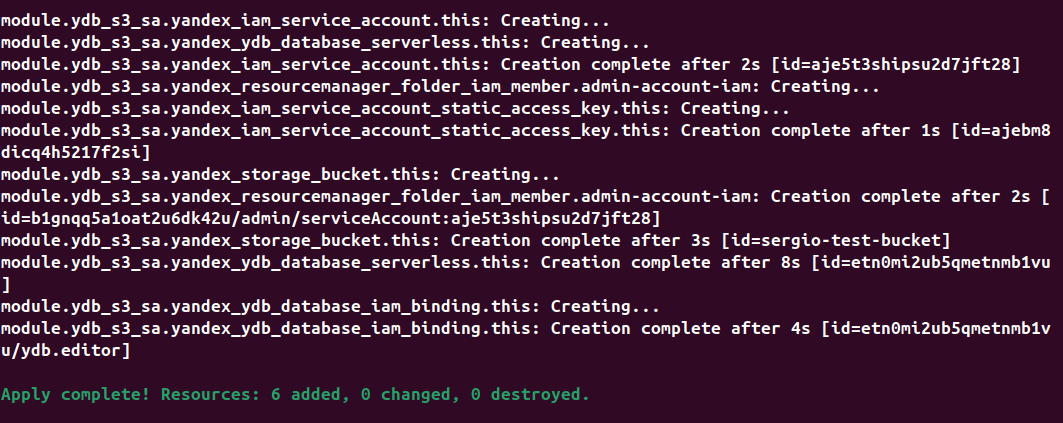 module.ydb_s3_sa.yandex_iam_service_account.this: Creating...
module.ydb_s3_sa.yandex_ydb_database_serverless.this: Creating...
module.ydb_s3_sa.yandex_iam_service_account.this: Creation complete after 2s [id=aje5t3shipsu2d7jft28]
module.ydb_s3_sa.yandex_resourcemanager_folder_iam_member.admin-account-iam: Creating...
module.ydb_s3_sa.yandex_iam_service_account_static_access_key.this: Creating...
module.ydb_s3_sa.yandex_iam_service_account_static_access_key.this: Creation complete after 1s [id=ajebm8
dicq4h5217f2si]
module.ydb_s3_sa.yandex_storage_bucket.this: Creating...
module.ydb_s3_sa.yandex_resourcemanager_folder_iam_member.admin-account-iam: Creation complete after 2s [
id=b1gnqq5a1oat2u6dk42u/admin/serviceAccount:aje5t3shipsu2d7jft28]
module.ydb_s3_sa.yandex_storage_bucket.this: Creation complete after 3s [id=sergio-test-bucket]
module.ydb_s3_sa.yandex_ydb_database_serverless.this: Creation complete after 8s [id=etn0mi2ub5qmetnmb1vu
]
module.ydb_s3_sa.yandex_ydb_database_iam_binding.this: Creating...
module.ydb_s3_sa.yandex_ydb_database_iam_binding.this: Creation complete after 4s [id=etn0mi2ub5qmetnmb1v
u/ydb.editor]
Apply complete! Resources: 6 added, 0 changed, 0 destroyed.